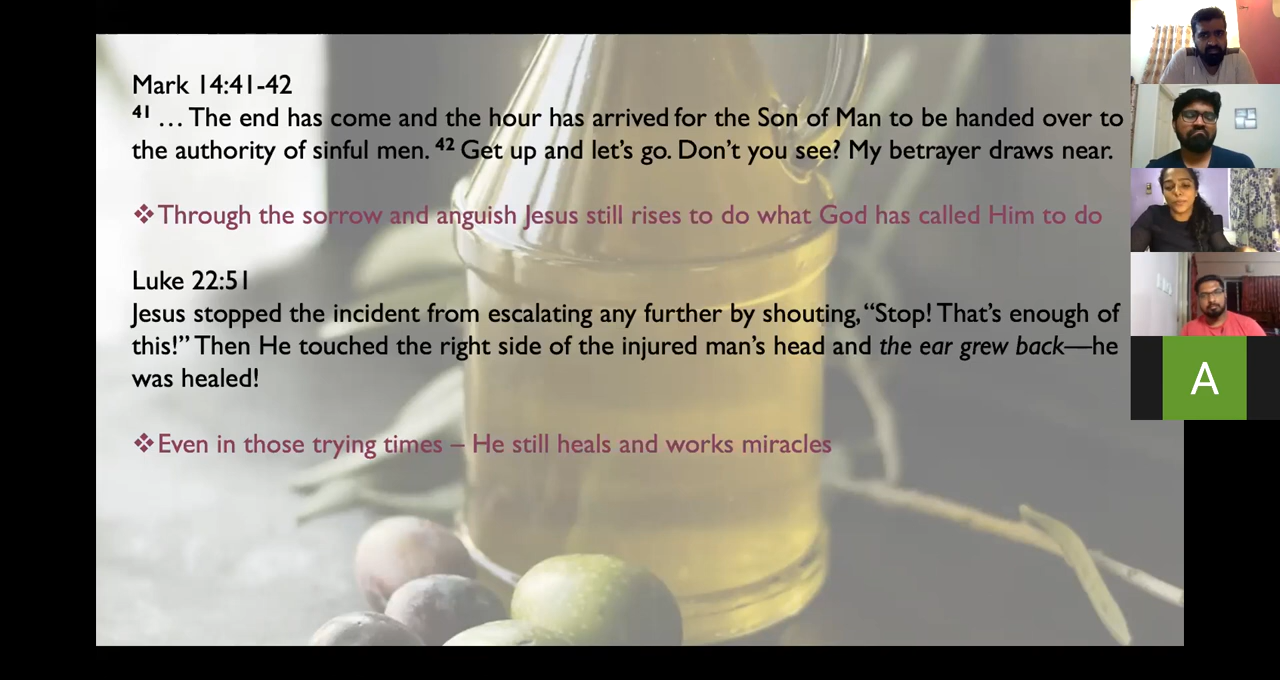 Mark 14:41-42
41 … The end has come and the hour has arrived for the Son of Man to be handed over to
the authority of sinful men. 42 Get up and let’s go. Don’t you see? My betrayer draws near.
❖Through the sorrow and anguish Jesus still rises to do what God has called Him to do
Luke 22:51
Jesus stopped the incident from escalating any further by shouting, “Stop! That’s enough of
this!” Then He touched the right side of the injured man’s head and the ear grew back—he
was healed!
❖Even in those trying times – He still heals and works miracles
A